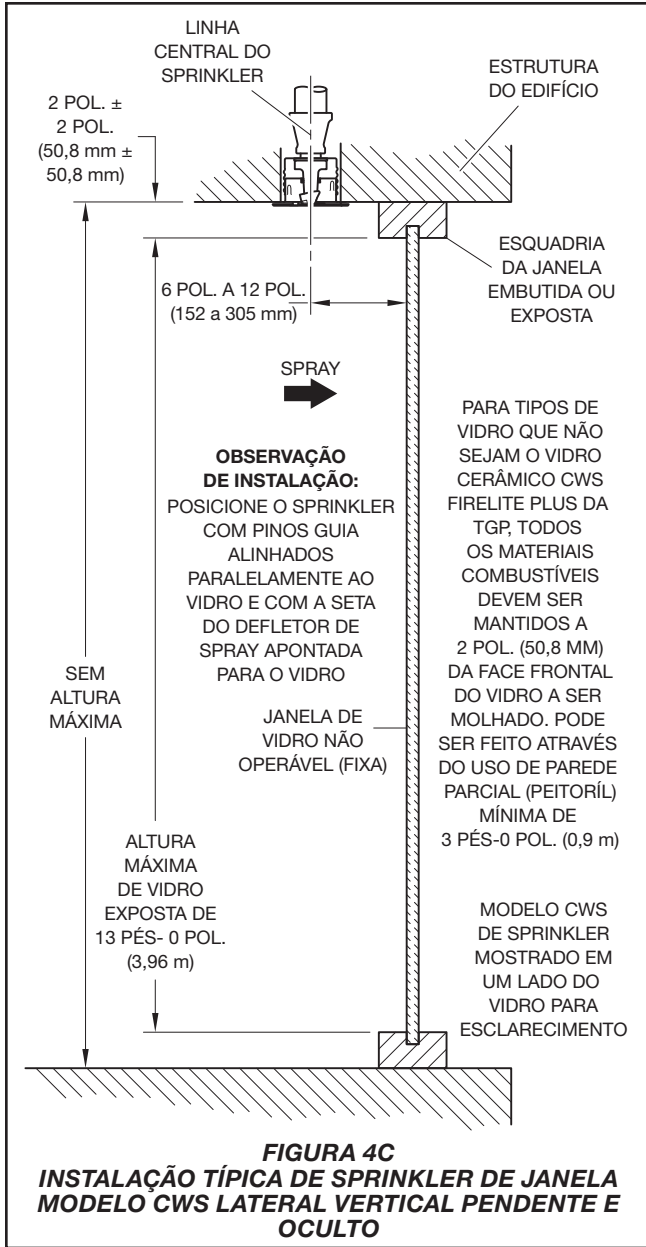 LINHA
CENTRAL DO
SPRINKLER
ESTRUTURA
DO EDIFÍCIO
2 POL. ±
2 POL.
(50,8 mm ±
50,8 mm)
ESQUADRIA
DA JANELA
EMBUTIDA OU
EXPOSTA
6 POL. A 12 POL.
(152 a 305 mm)
SPRAY
OBSERVAÇÃO
DE INSTALAÇÃO:
POSICIONE O SPRINKLER
COM PINOS GUIA
ALINHADOS
PARALELAMENTE AO
VIDRO E COM A SETA
DO DEFLETOR DE
SPRAY APONTADA
PARA O VIDRO
PARA TIPOS DE
VIDRO QUE NÃO
SEJAM O VIDRO
CERÂMICO CWS
FIRELITE PLUS DA
TGP, TODOS
OS MATERIAIS
COMBUSTÍVEIS
DEVEM SER
MANTIDOS A
2 POL. (50,8 MM)
DA FACE FRONTAL
DO VIDRO A SER
MOLHADO. PODE
SER FEITO ATRAVÉS
DO USO DE PAREDE
PARCIAL (PEITORÍL)
MÍNIMA DE
3 PÉS-0 POL. (0,9 m)
SEM
ALTURA
MÁXIMA
JANELA DE
VIDRO NÃO
OPERÁVEL (FIXA)
ALTURA
MÁXIMA
DE VIDRO
EXPOSTA DE
13 PÉS- 0 POL.
(3,96 m)
MODELO CWS
DE SPRINKLER
MOSTRADO EM
UM LADO DO
VIDRO PARA
ESCLARECIMENTO
FIGURA 4C
INSTALAÇÃO TÍPICA DE SPRINKLER DE JANELA
MODELO CWS LATERAL VERTICAL PENDENTE E
OCULTO